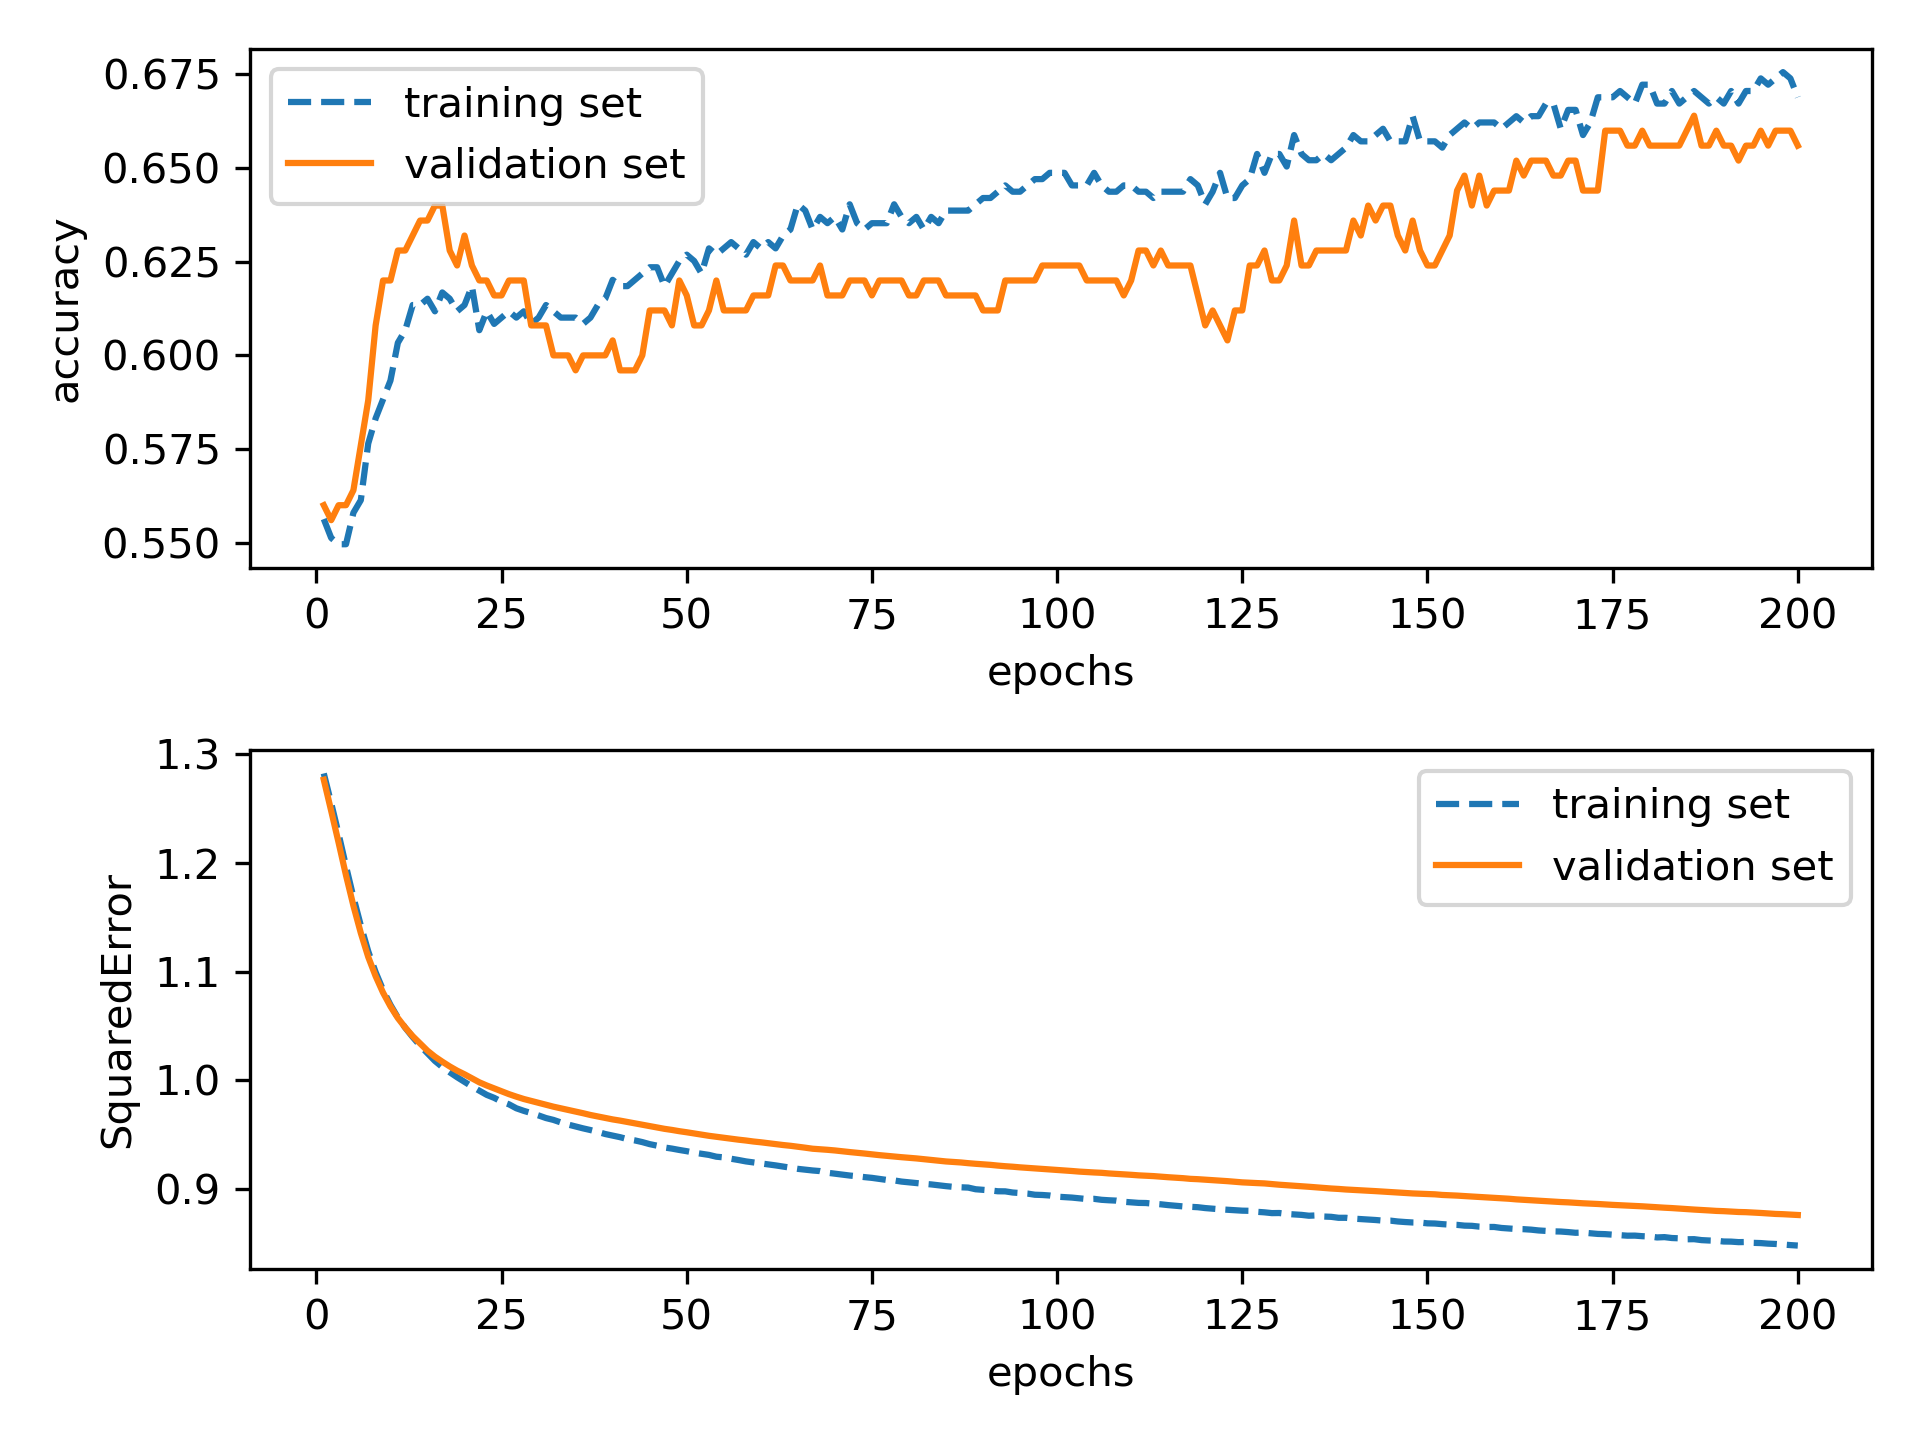 0.675
0.650
0.625
0.600
0.575
0.550
accuracy
training set
validation set
0 25 50 75 100 125 150 175 200
epochs
1.3
1.2
1.1
1.0
0.9
SquaredError
training set
validation set
0 25 50 75 100 125 150 175 200
epochs